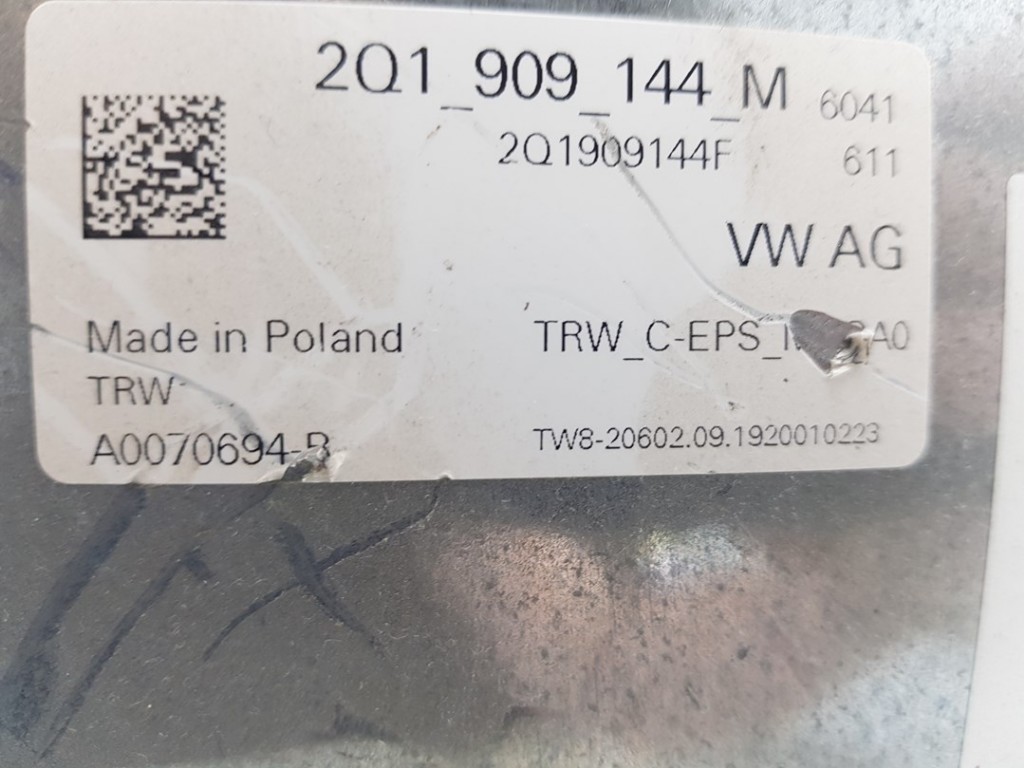 2Q1_909_144_M 6041
2Q1909144F 611
VW AG
Made in Poland
TRW
A0070694-B
TW8-20602.09.1920010223